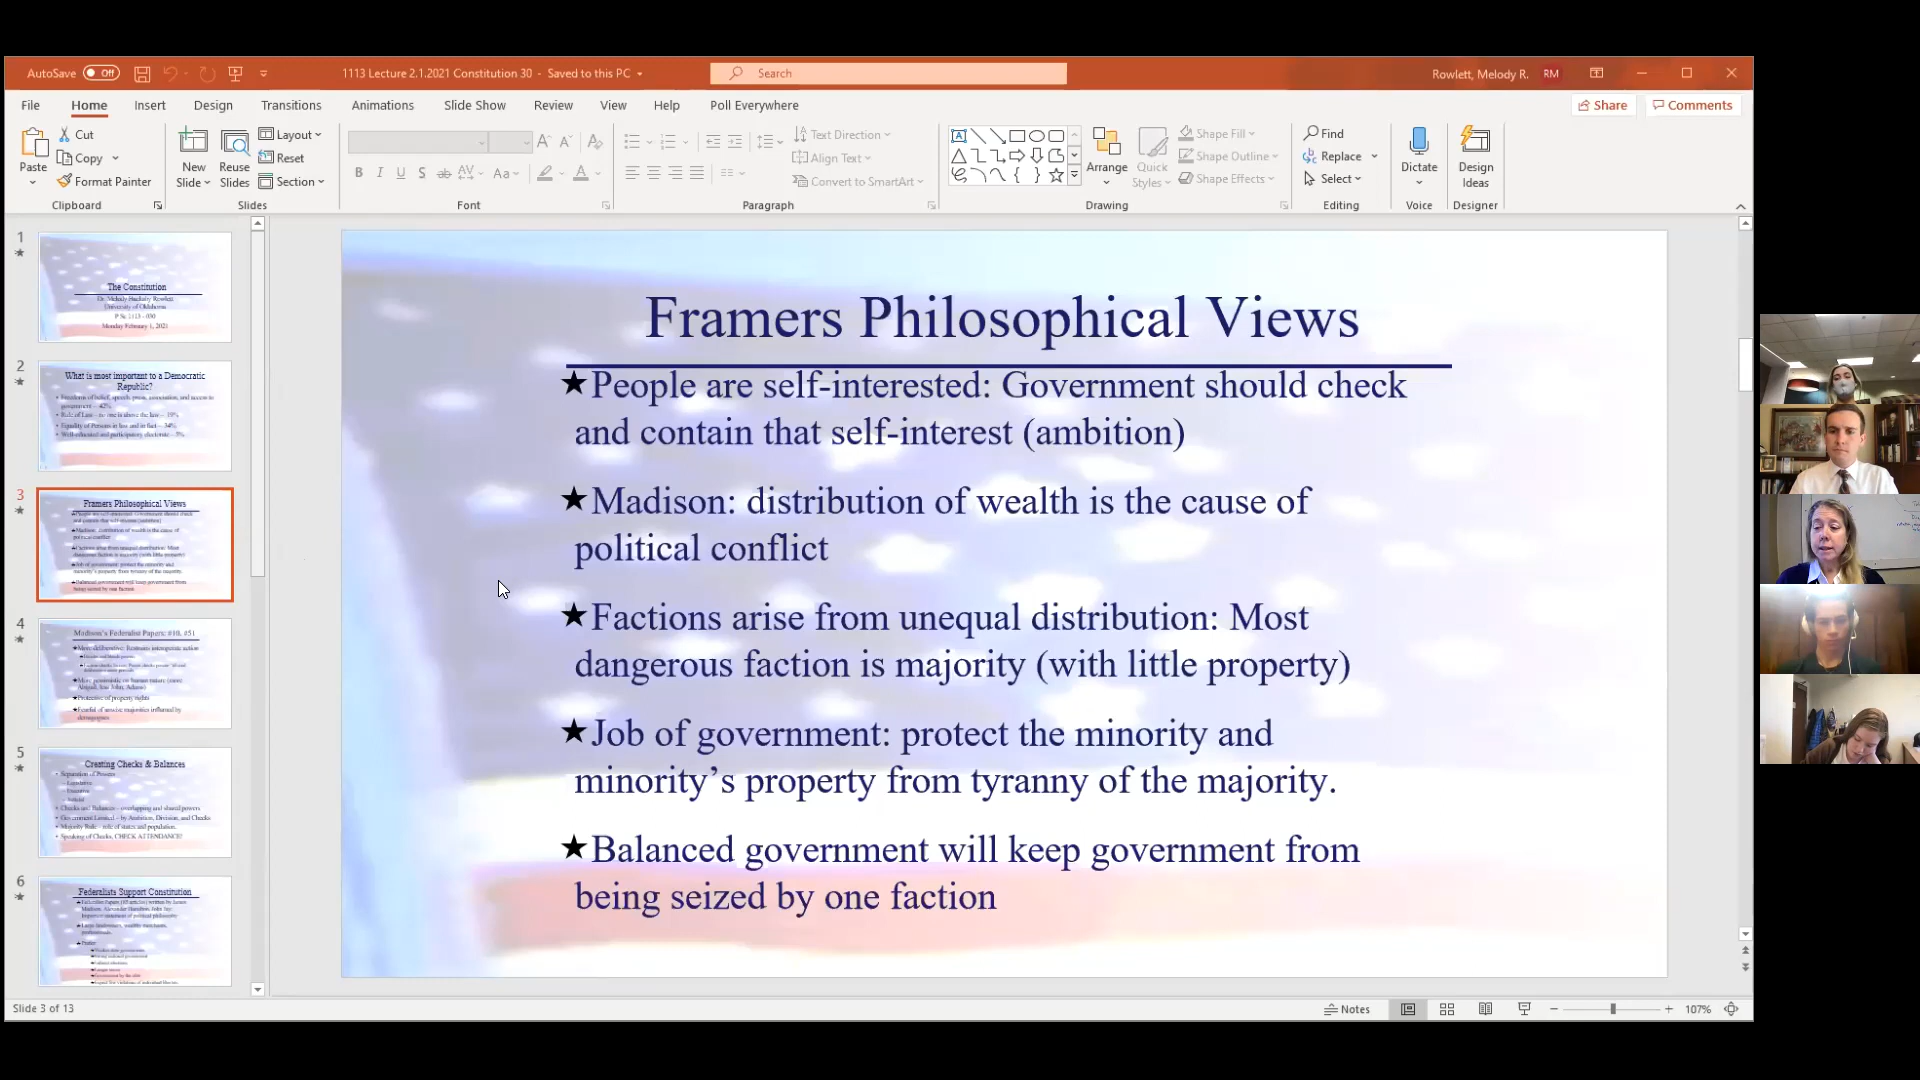 AutoSave Off
1113 Lecture 2.1.2021 Constitution 30 - Saved to this PC
Search
Rowlett, Melody R. RM
File Home Insert Design Transitions Animations Slide Show Review View Help Poll Everywhere
Share Comments
Paste
Cut
Copy
Format Painter
Clipboard
New Slide
Reuse Slides
Layout
Reset
Section
Slides
B I U S ab AV Aa A
Font
Text Direction
Align Text
Convert to SmartArt
Paragraph
Arrange
Quick Styles
Shape Fill
Shape Outline
Shape Effects
Drawing
Find
Replace
Select
Editing
Dictate
Voice
Design Ideas
Designer
1
The Constitution
Dr. Melody Huckaby Rowlett
University of Oklahoma
P Sc 1113 - 030
Monday February 1, 2021
2
What is most important to a Democratic
Republic?
3
Framers Philosophical Views
4
Madison's Federalist Papers: #10, #51
5
Creating Checks & Balances
6
Federalists Support Constitution
Framers Philosophical Views
★People are self-interested: Government should check
and contain that self-interest (ambition)
★Madison: distribution of wealth is the cause of
political conflict
★Factions arise from unequal distribution: Most
dangerous faction is majority (with little property)
★Job of government: protect the minority and
minority’s property from tyranny of the majority.
★Balanced government will keep government from
being seized by one faction
Slide 3 of 13
Notes
107%